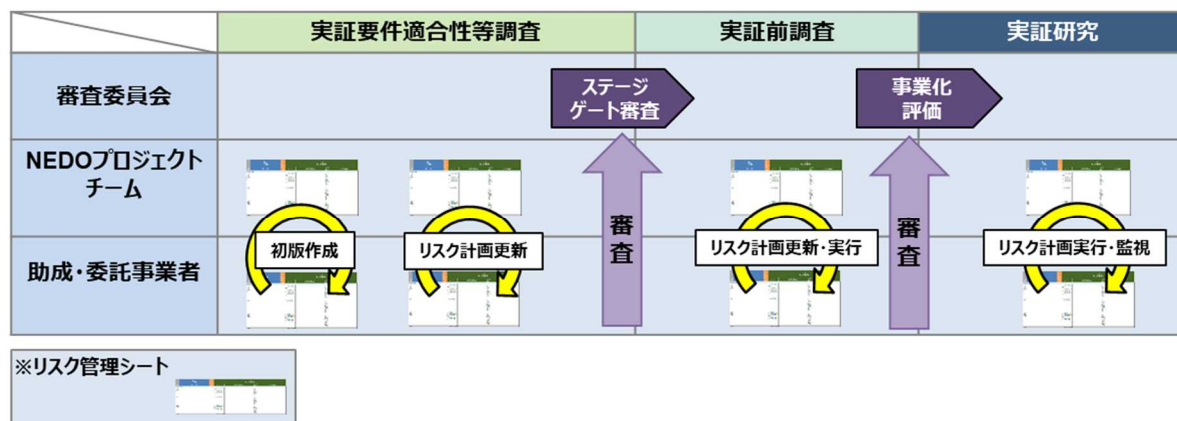 実証要件適合性等調査
実証前調査
実証研究
審査委員会
ステージ
ゲート審査
事業化
評価
NEDOプロジェクト
チーム
助成・委託事業者
初版作成
リスク計画更新
審査
リスク計画更新・実行
審査
リスク計画実行・監視
※リスク管理シート